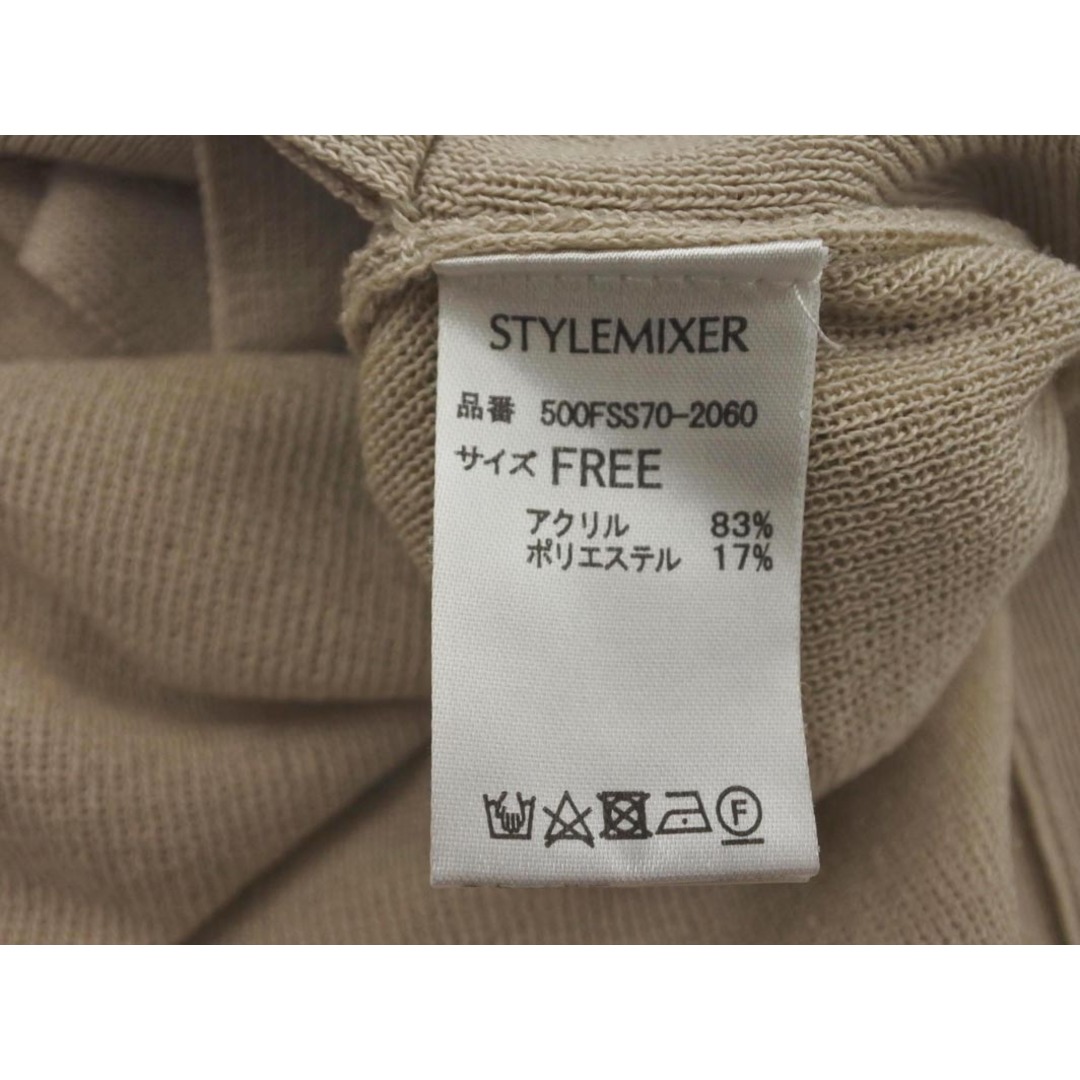 STYLEMIXER
品番 500FSS70-2060
サイズ FREE
アクリル 83%
ポリエステル 17%
F